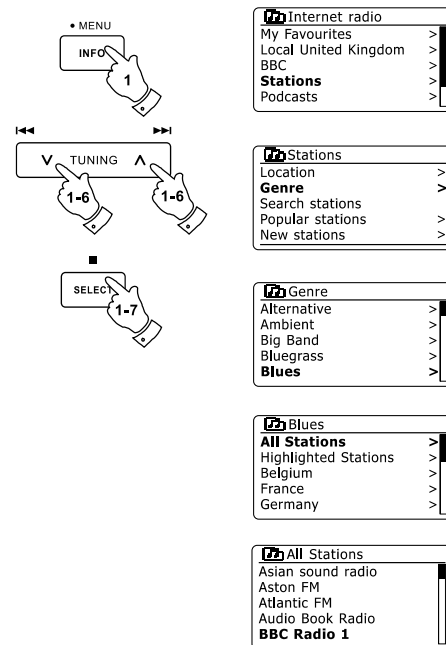 • MENU
INFO
1
TUNING
1-6
1-6
SELECT
1-7
Internet radio
My Favourites >
Local United Kingdom >
BBC >
Stations >
Podcasts >
Stations
Location >
Genre >
Search stations
Popular stations >
New stations >
Genre
Alternative >
Ambient >
Big Band >
Bluegrass >
Blues >
Blues
All Stations >
Highlighted Stations >
Belgium >
France >
Germany >
All Stations
Asian sound radio
Aston FM
Atlantic FM
Audio Book Radio
BBC Radio 1